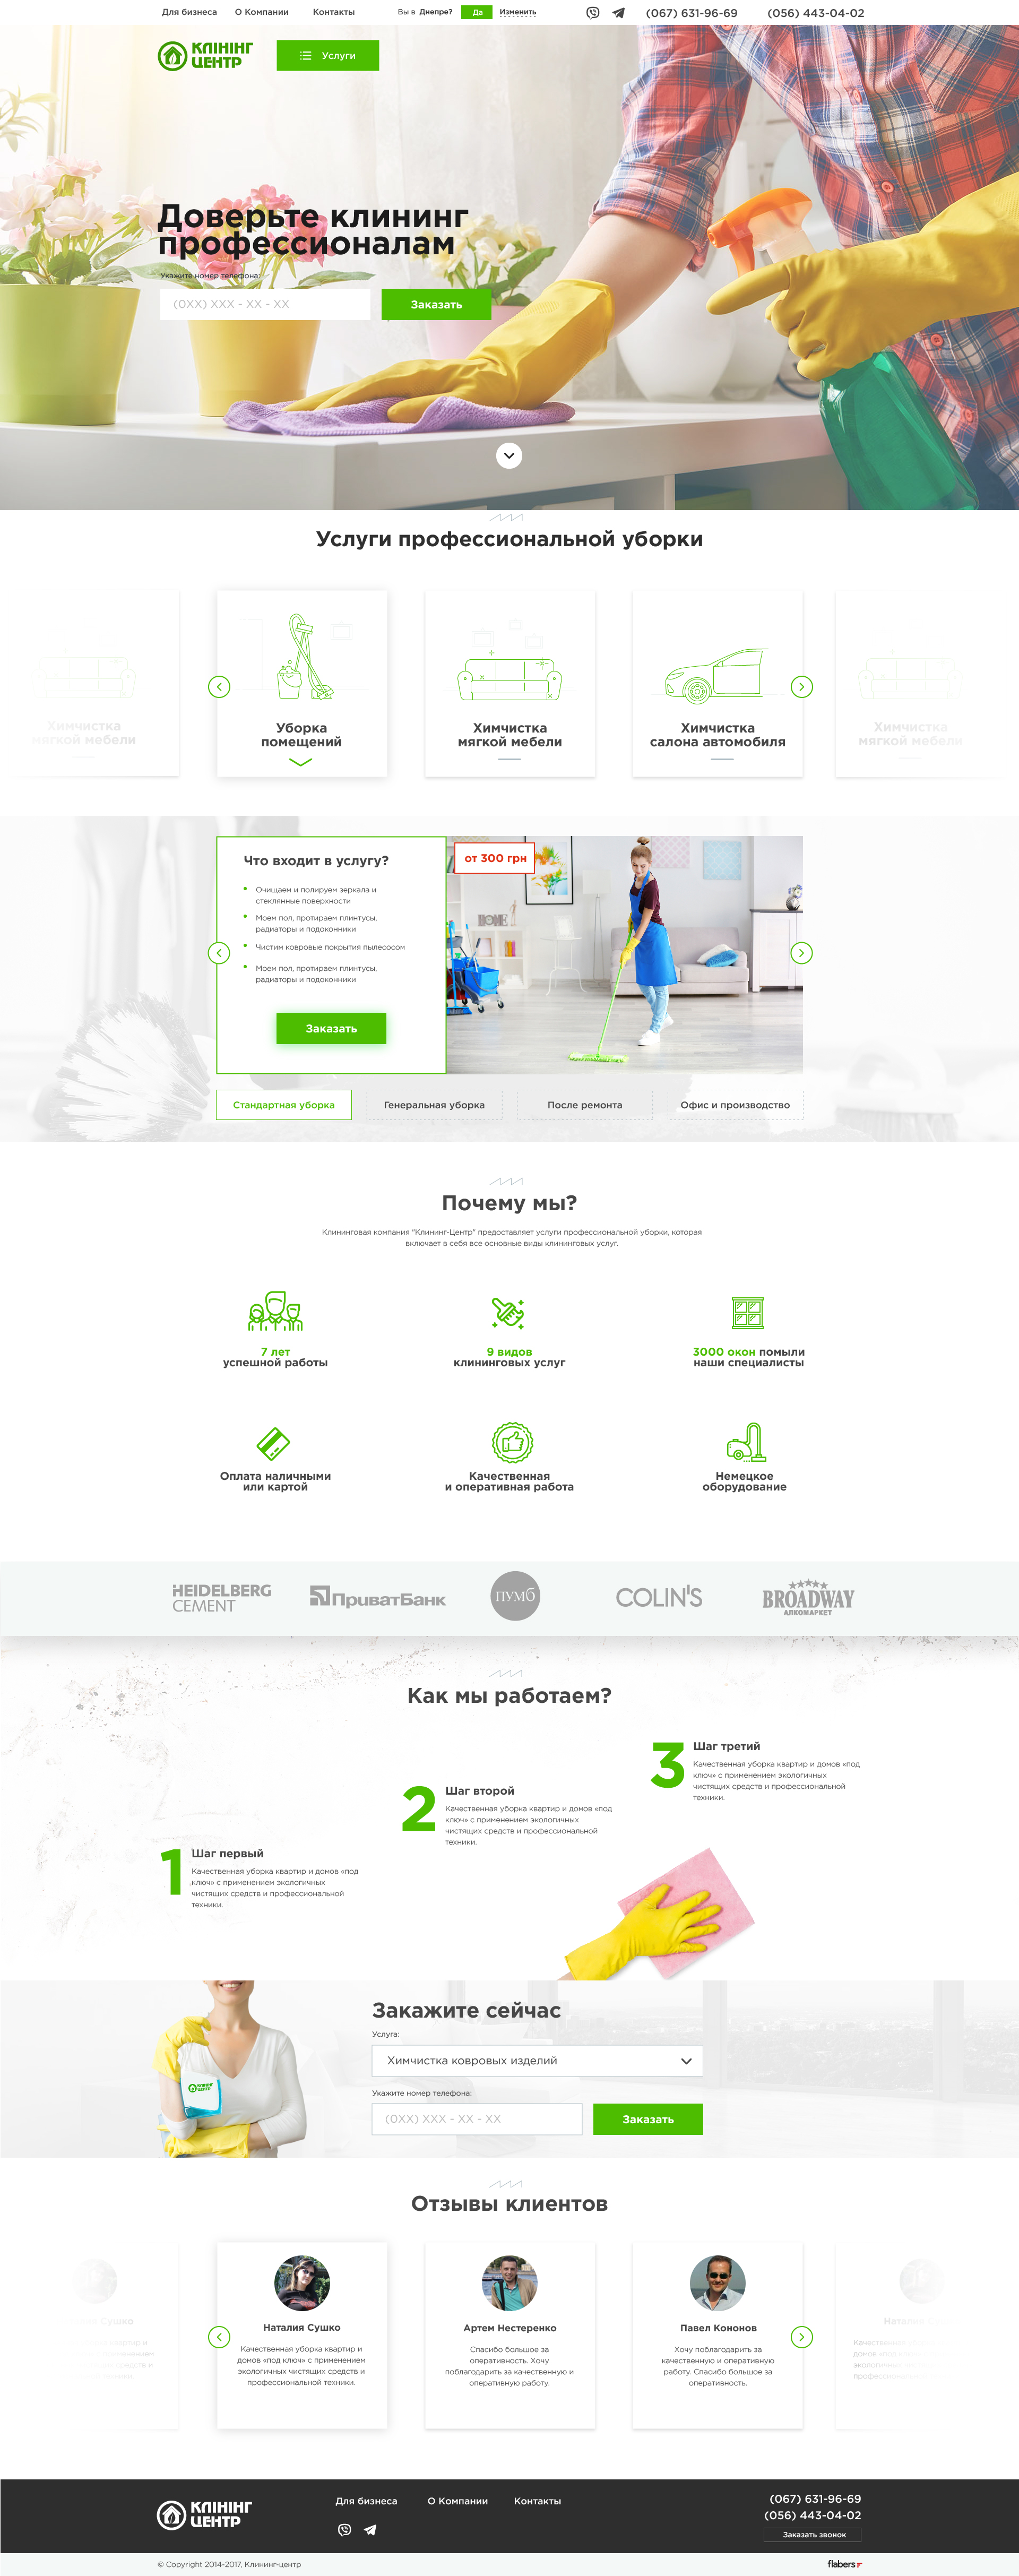 Для бизнеса О Компании Контакты Вы в Днепре? Да Изменить (067) 631-96-69 (056) 443-04-02
КЛІНІНГ
ЦЕНТР
Услуги
Доверьте клининг
профессионалам
Укажите номер телефона:
(0XX) XXX - XX - XX Заказать
Услуги профессиональной уборки
Химчистка
мягкой мебели
Уборка
помещений
Химчистка
мягкой мебели
Химчистка
салона автомобиля
Химчистка
мягкой мебели
Что входит в услугу?
Очищаем и полируем зеркала и
стеклянные поверхности
Моем пол, протираем плинтусы,
радиаторы и подоконники
Чистим ковровые покрытия пылесосом
Моем пол, протираем плинтусы,
радиаторы и подоконники
Заказать
от 300 грн
HOME
Стандартная уборка Генеральная уборка После ремонта Офис и производство
Почему мы?
Клининговая компания "Клининг-Центр" предоставляет услуги профессиональной уборки, которая
включает в себя все основные виды клининговых услуг.
7 лет
успешной работы
9 видов
клининговых услуг
3000 окон помыли
наши специалисты
Оплата наличными
или картой
Качественная
и оперативная работа
Немецкое
оборудование
HEIDELBERG
CEMENT
ПриватБанк
ПУМБ
COLIN'S
BROADWAY
АЛКОМАРКЕТ
Как мы работаем?
1
Шаг первый
Качественная уборка квартир и домов «под
ключ» с применением экологичных
чистящих средств и профессиональной
техники.
2
Шаг второй
Качественная уборка квартир и домов «под
ключ» с применением экологичных
чистящих средств и профессиональной
техники.
3
Шаг третий
Качественная уборка квартир и домов «под
ключ» с применением экологичных
чистящих средств и профессиональной
техники.
КЛІНІНГ
ЦЕНТР
Закажите сейчас
Услуга:
Химчистка ковровых изделий
Укажите номер телефона:
(0XX) XXX - XX - XX Заказать
Отзывы клиентов
Сушко
Наталия Сушко
Качественная уборка квартир и
домов «под ключ» с применением
экологичных чистящих средств и
профессиональной техники.
Артем Нестеренко
Спасибо большое за
оперативность. Хочу
поблагодарить за качественную и
оперативную работу.
Павел Кононов
Хочу поблагодарить за
качественную и оперативную
работу. Спасибо большое за
оперативность.
КЛІНІНГ
ЦЕНТР
Для бизнеса О Компании Контакты
(067) 631-96-69
(056) 443-04-02
Заказать звонок
© Copyright 2014-2017, Клининг-центр
flabers